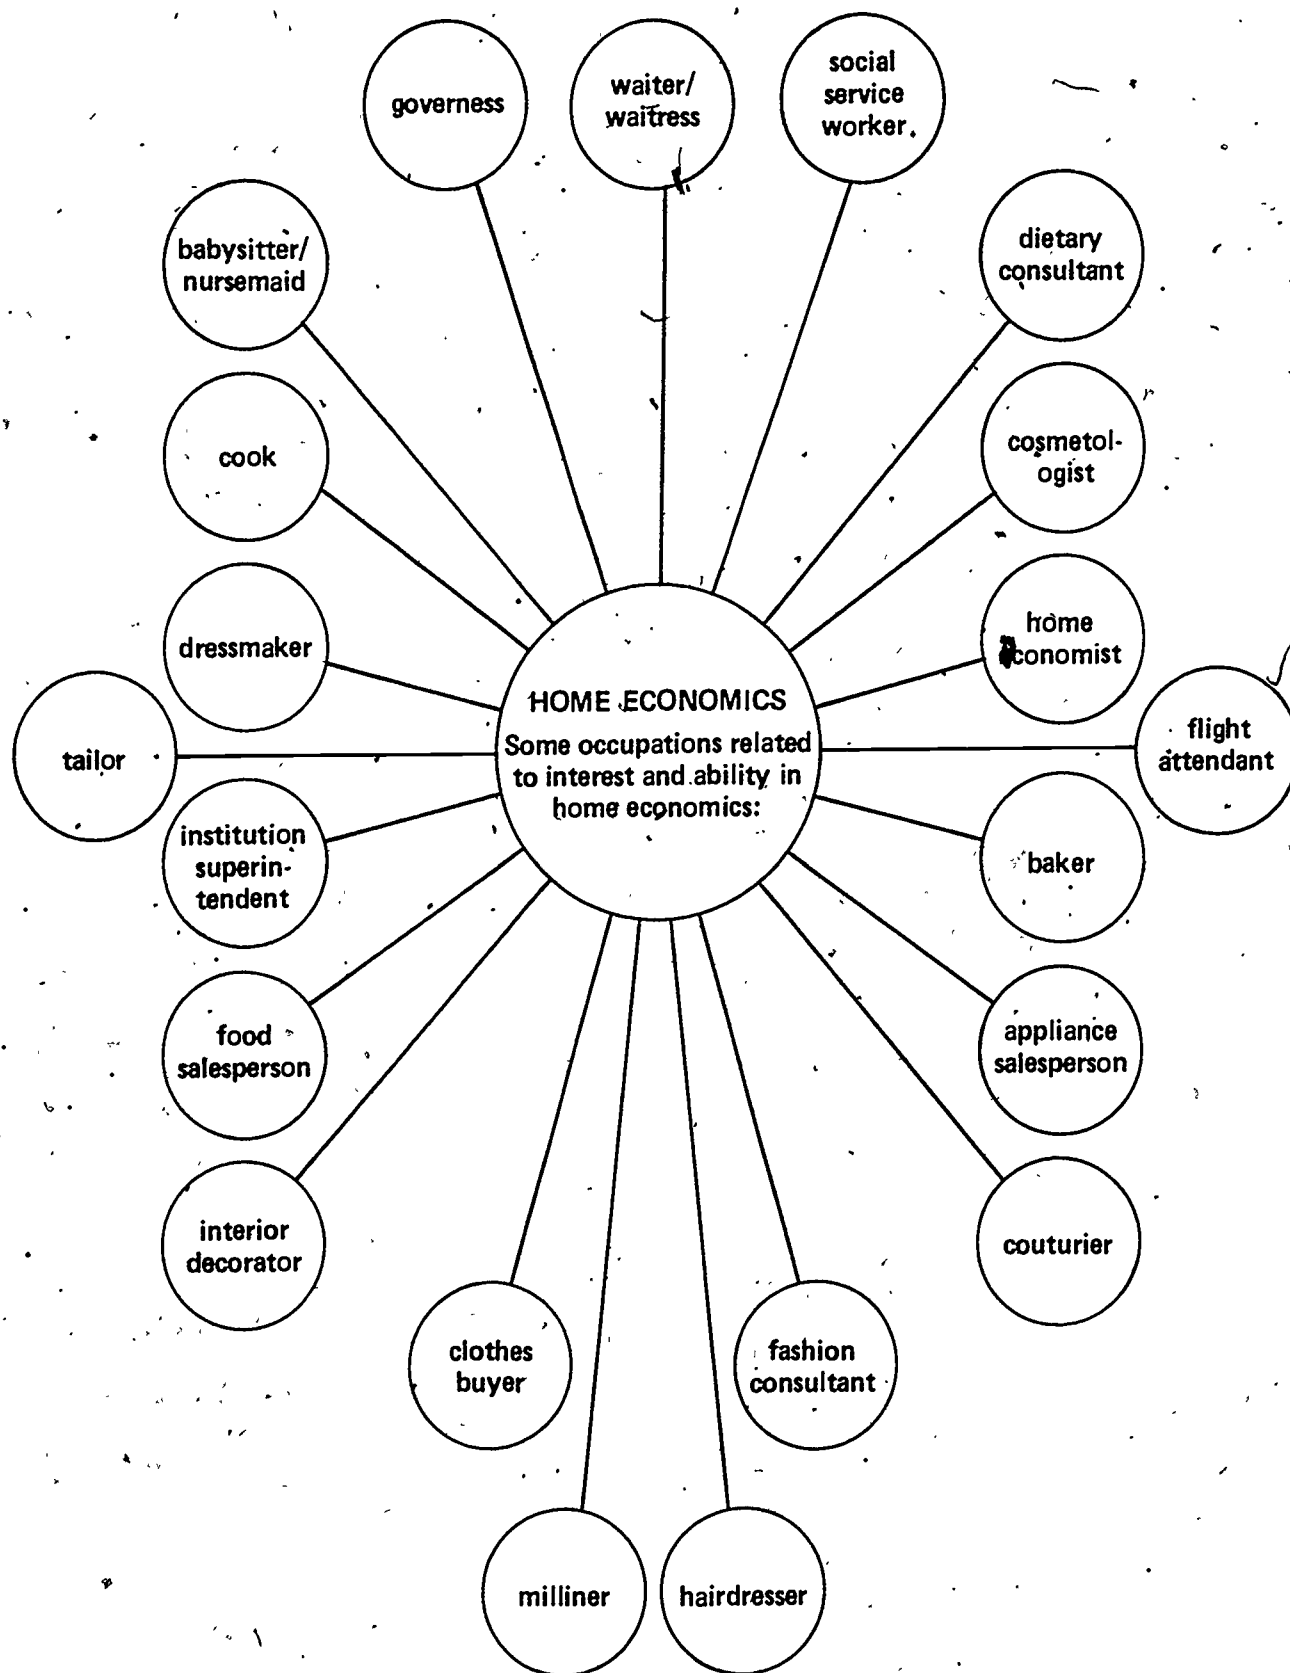 governess
waiter/
waitress
social
service
worker
babysitter/
nursemaid
dietary
consultant
cook
cosmetol-
ogist
dressmaker
home
economist
tailor
HOME ECONOMICS
Some occupations related
to interest and ability in
home economics:
flight
attendant
institution
superin-
tendent
baker
food
salesperson
appliance
salesperson
interior
decorator
couturier
clothes
buyer
fashion
consultant
milliner
hairdresser